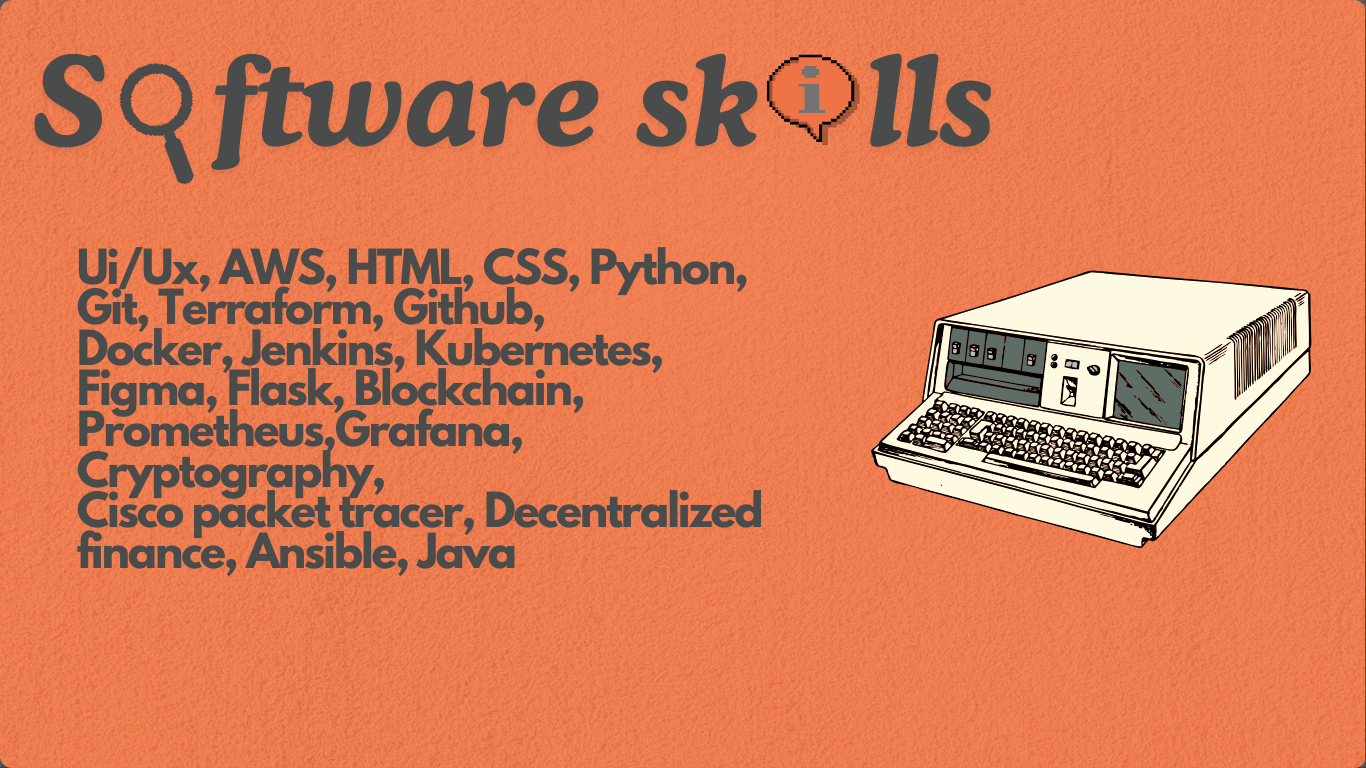 Software skills
Ui/Ux, AWS, HTML, CSS, Python,
Git, Terraform, Github,
Docker, Jenkins, Kubernetes,
Figma, Flask, Blockchain,
Prometheus,Grafana,
Cryptography,
Cisco packet tracer, Decentralized
finance, Ansible, Java